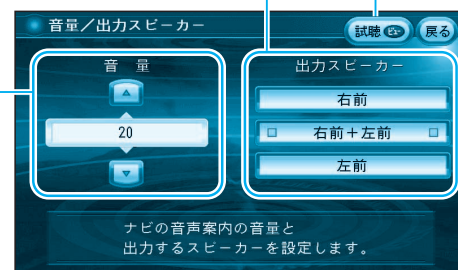 音量／出力スピーカー
試聴
戻る
音 量
20
出力スピーカー
右前
右前＋左前
左前
ナビの音声案内の音量と
出力するスピーカーを設定します。